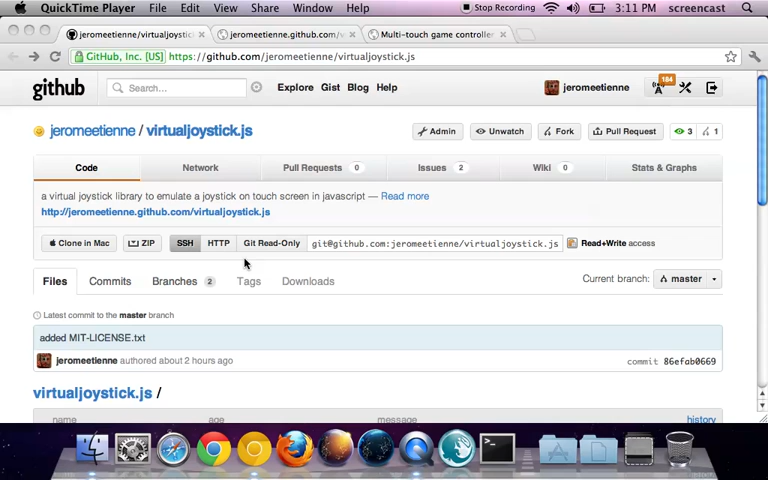 QuickTime Player File Edit View Share Window Help Stop Recording 3:11 PM screencast
jeromeetienne/virtualjoystic jeromeetienne.github.com/v Multi-touch game controller
GitHub, Inc. [US] https://github.com/jeromeetienne/virtualjoystick.js
github Search... Explore Gist Blog Help jeromeetienne 184
jeromeetienne / virtualjoystick.js Admin Unwatch Fork Pull Request 3 1
Code Network Pull Requests 0 Issues 2 Wiki 0 Stats & Graphs
a virtual joystick library to emulate a joystick on touch screen in javascript — Read more
http://jeromeetienne.github.com/virtualjoystick.js
Clone in Mac ZIP SSH HTTP Git Read-Only git@github.com:jeromeetienne/virtualjoystick.js Read+Write access
Files Commits Branches 2 Tags Downloads Current branch: master
Latest commit to the master branch
added MIT-LICENSE.txt
jeromeetienne authored about 2 hours ago commit 86efab0669
virtualjoystick.js /
name age message history